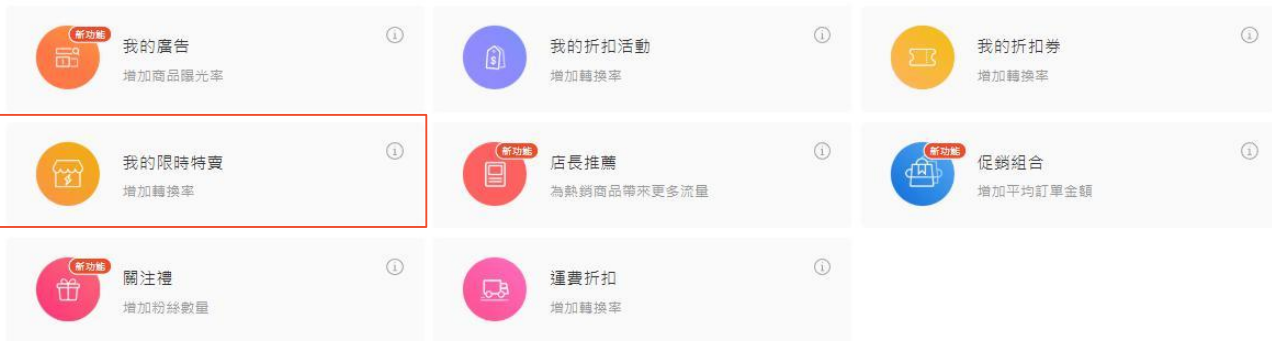 新功能
我的廣告
增加商品曝光率
我的折扣活動
增加轉換率
我的折扣券
增加轉換率
我的限時特賣
增加轉換率
新功能
店長推薦
為熱銷商品帶來更多流量
新功能
促銷組合
增加平均訂單金額
新功能
關注禮
增加粉絲數量
運費折扣
增加轉換率